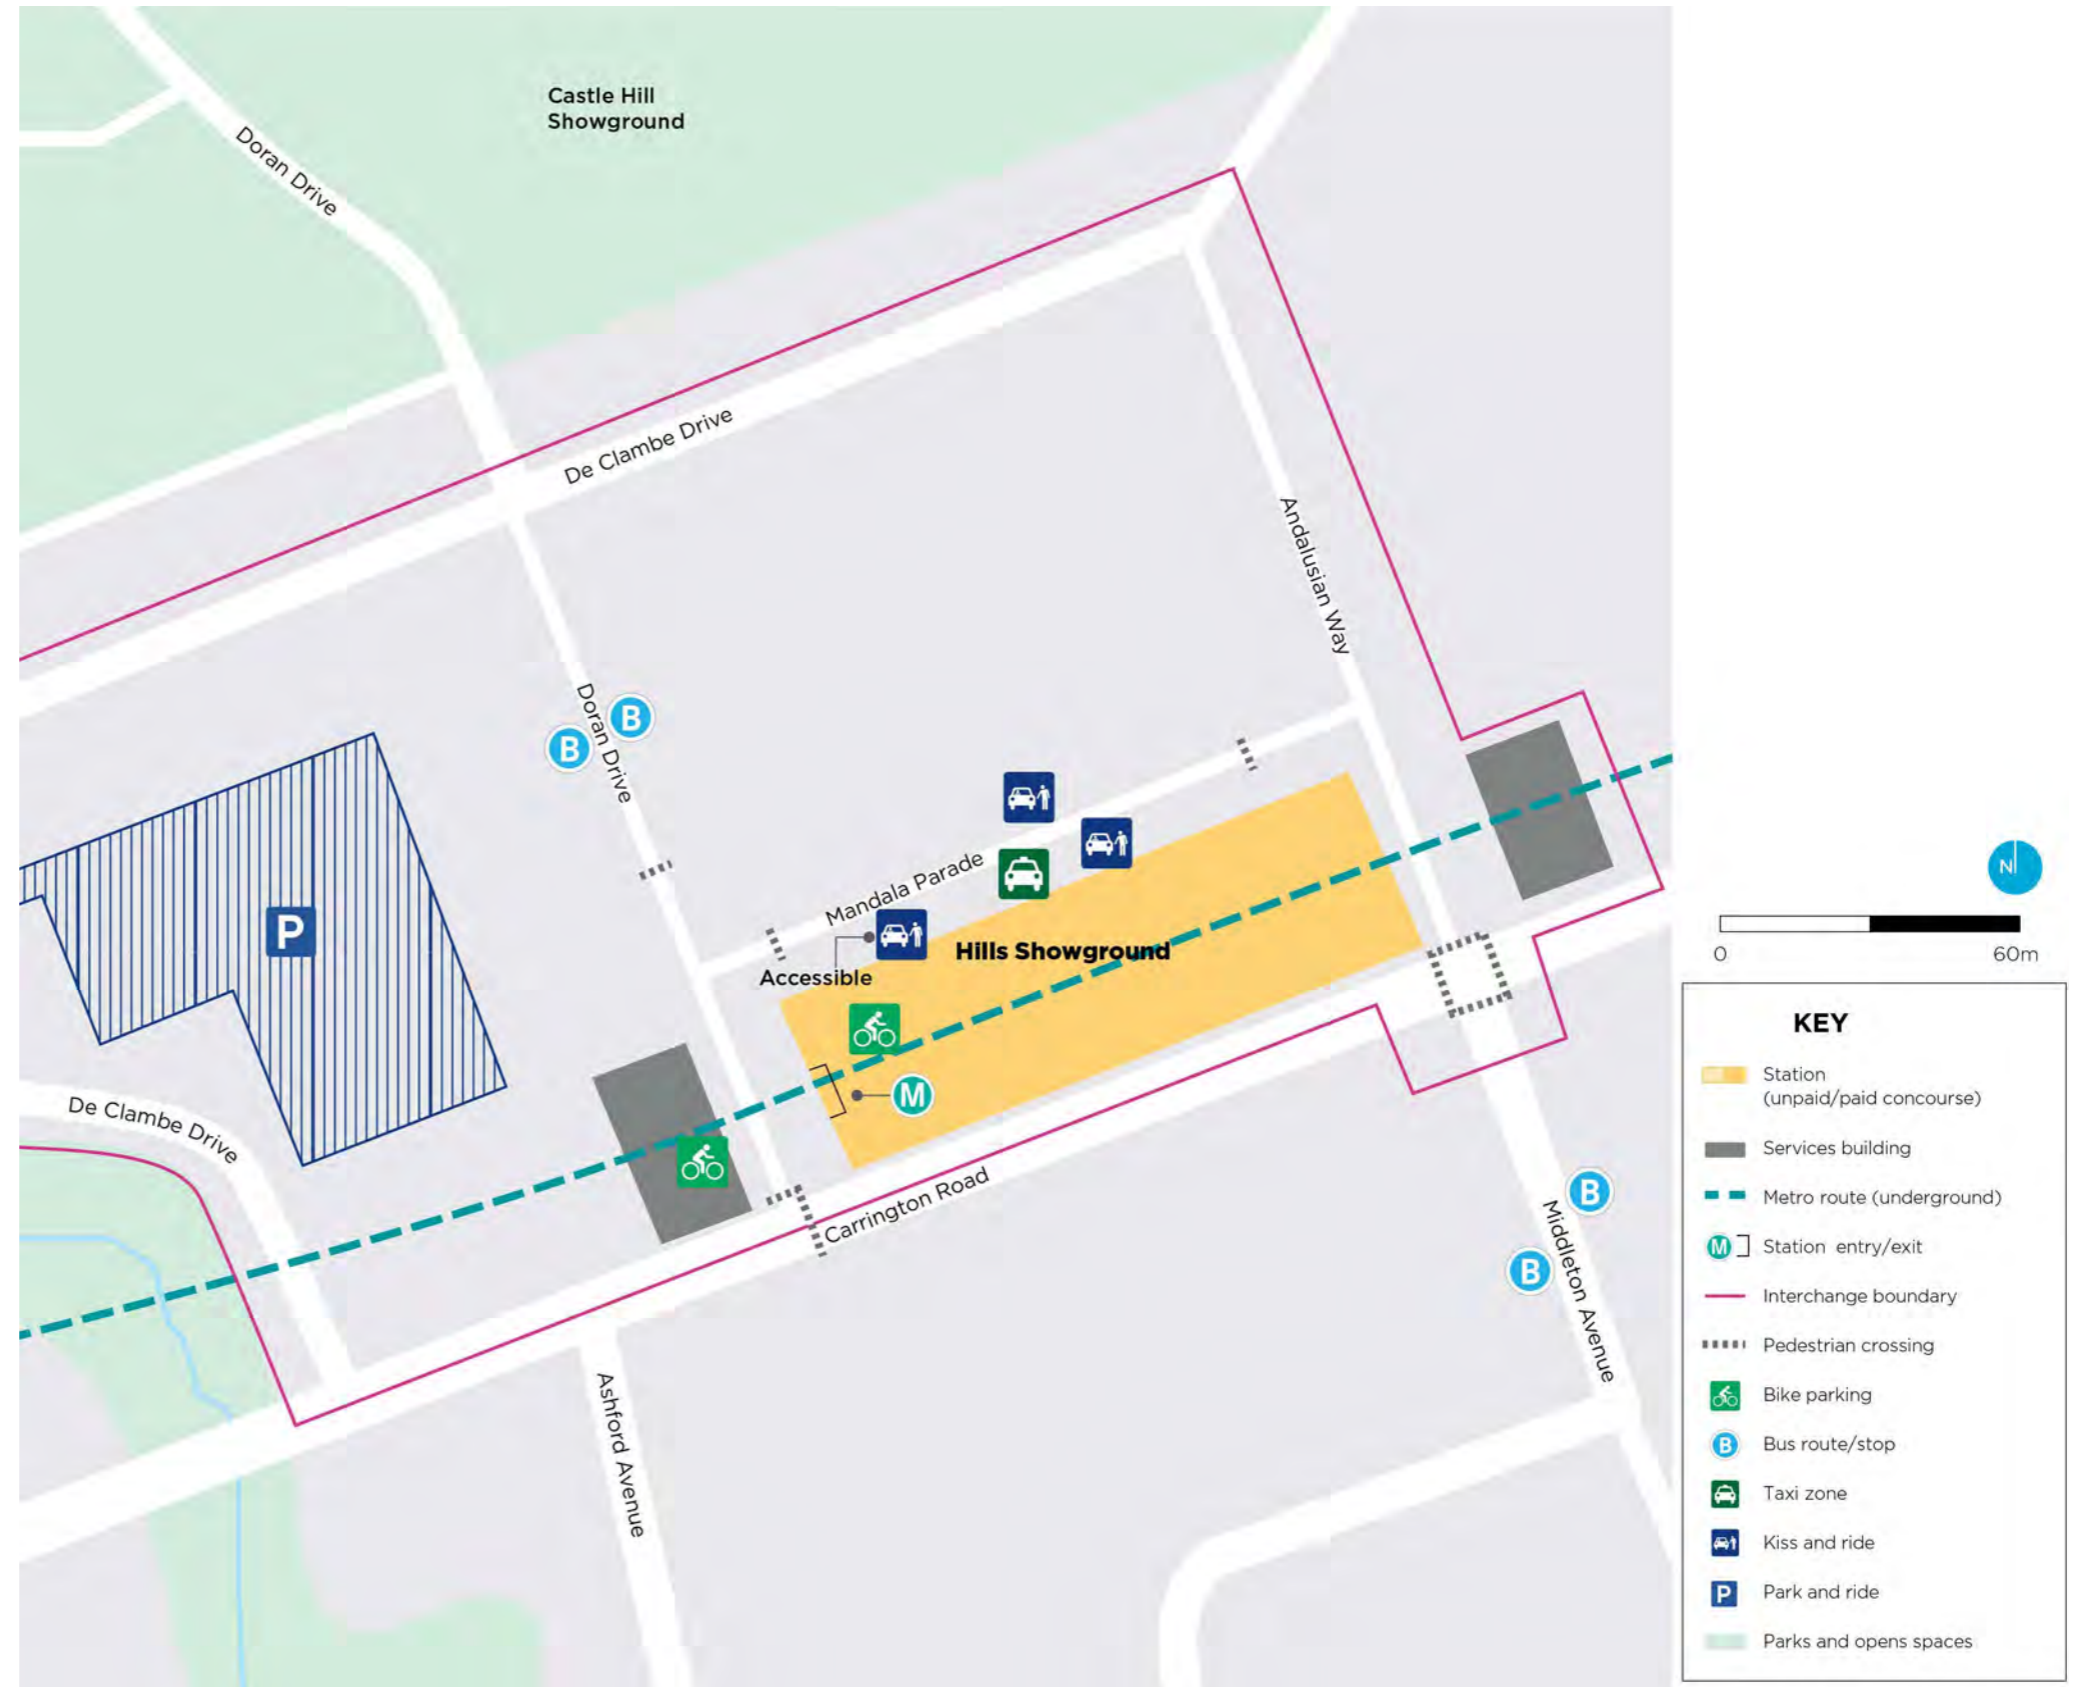 Castle Hill
Showground
Doran Drive
De Clambe Drive
Andalusian Way
Doran Drive
B
B
Mandala Parade
P
Accessible
Hills Showground
M
De Clambe Drive
Carrington Road
B
B
Middleton Avenue
Ashford Avenue
N
0
60m
KEY
Station
(unpaid/paid concourse)
Services building
Metro route (underground)
M
Station entry/exit
Interchange boundary
Pedestrian crossing
Bike parking
B
Bus route/stop
Taxi zone
Kiss and ride
P
Park and ride
Parks and opens spaces